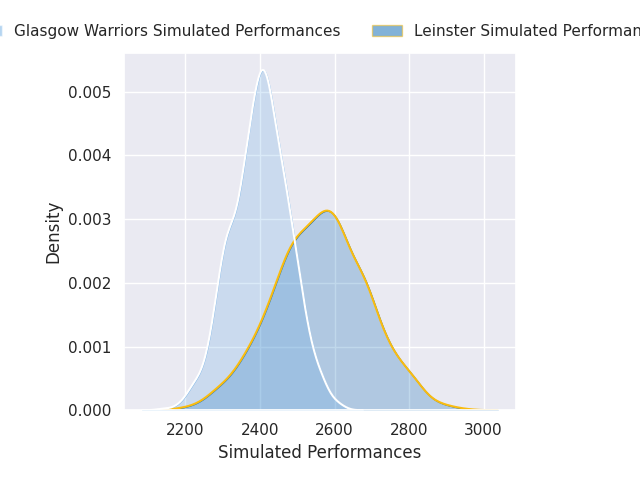 Glasgow Warriors Simulated Performances
Leinster Simulated
0.005
0.004
0.003
0.002
0.001
0.000
Density
2200 2400 2600 2800 3000
Simulated Performances